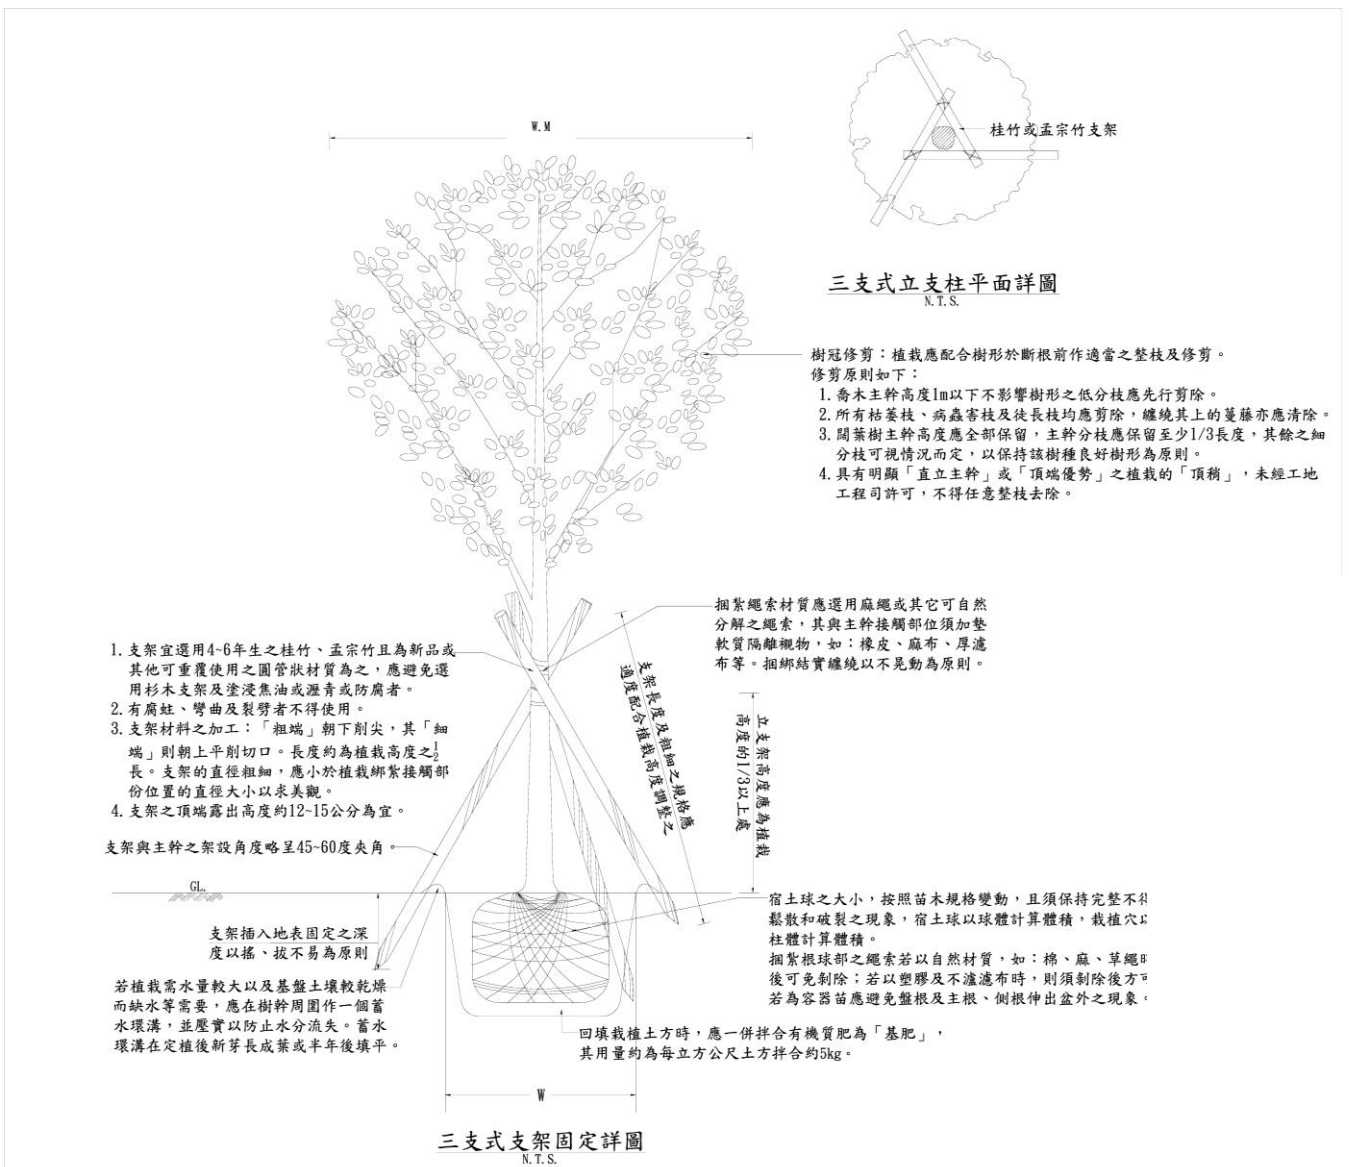 W.M
桂竹或孟宗竹支架
三支式立支柱平面詳圖
N.T.S.
樹冠修剪：植栽應配合樹形於斷根前作適當之整枝及修剪。
修剪原則如下：
1. 喬木主幹高度1m以下不影響樹形之低分枝應先行剪除。
2. 所有枯萎枝、病蟲害枝及徒長枝均應剪除，纏繞其上的蔓藤亦應清除。
3. 闊葉樹主幹高度應全部保留，主幹分枝應保留至少1/3長度，其餘之細
分枝可視情況而定，以保持該樹種良好樹形為原則。
4. 具有明顯「直立主幹」或「頂端優勢」之植栽的「頂稍」，未經工地
工程司許可，不得任意整枝去除。
捆紮繩索材質應選用麻繩或其它可自然
分解之繩索，其與主幹接觸部位須加墊
軟質隔離襯物，如：橡皮、麻布、厚濾
布等。捆綁結實纏繞以不晃動為原則。
1. 支架宜選用4~6年生之桂竹、孟宗竹且為新品或
其他可重覆使用之圓管狀材質為之，應避免選
用杉木支架及塗浸焦油或瀝青或防腐者。
2. 有腐蛀、彎曲及裂劈者不得使用。
3. 支架材料之加工：「粗端」朝下削尖，其「細
端」則朝上平削切口。長度約為植栽高度之1/2
長。支架的直徑粗細，應小於植栽綁紮接觸部
份位置的直徑大小以求美觀。
4. 支架之頂端露出高度約12~15公分為宜。
支架與主幹之架設角度略呈45~60度夾角。
支架長度及粗細之規格應
適度配合植栽高度調整之
立支架高度應為植栽
高度的1/3以上處
GL.
支架插入地表固定之深
度以搖、拔不易為原則
若植栽需水量較大以及基盤土壤較乾燥
而缺水等需要，應在樹幹周圍作一個蓄
水環溝，並壓實以防止水分流失。蓄水
環溝在定植後新芽長成葉或半年後填平。
宿土球之大小，按照苗木規格變動，且須保持完整不得
鬆散和破裂之現象，宿土球以球體計算體積，栽植穴以
柱體計算體積。
捆紮根球部之繩索若以自然材質，如：棉、麻、草繩時
後可免剝除；若以塑膠及不濾濾布時，則須剝除後方可
若為容器苗應避免盤根及主根、側根伸出盆外之現象。
回填栽植土方時，應一併拌合有機質肥為「基肥」，
其用量約為每立方公尺土方拌合約5kg。
W
三支式支架固定詳圖
N.T.S.